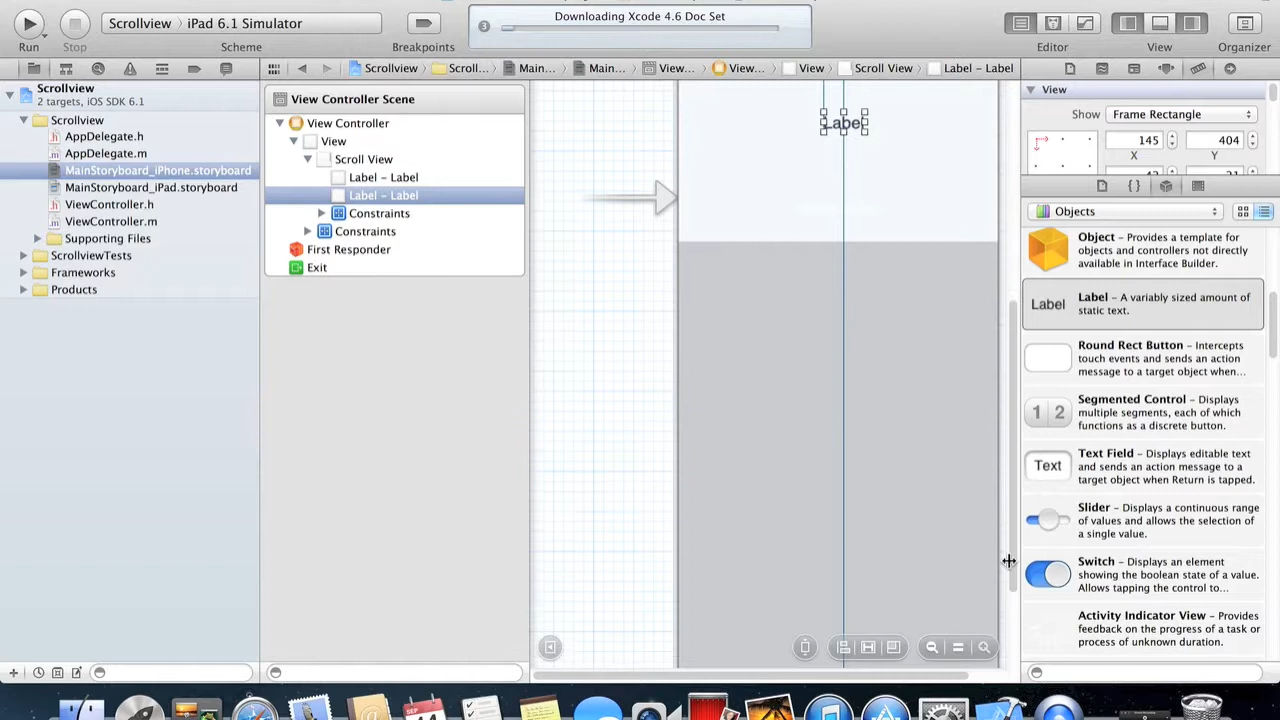 Scrollview › iPad 6.1 Simulator
3
Downloading Xcode 4.6 Doc Set
Run
Stop
Scheme
Breakpoints
Editor
View
Organizer
Scrollview
Scroll...
Main...
Main...
View...
View...
View
Scroll View
Label – Label
Scrollview
2 targets, iOS SDK 6.1
Scrollview
AppDelegate.h
AppDelegate.m
MainStoryboard_iPhone.storyboard
MainStoryboard_iPad.storyboard
ViewController.h
ViewController.m
Supporting Files
ScrollviewTests
Frameworks
Products
View Controller Scene
View Controller
View
Scroll View
Label – Label
Label – Label
Constraints
Constraints
First Responder
Exit
Label
View
Show
Frame Rectangle
145
404
X
Y
Objects
Object – Provides a template for
objects and controllers not directly
available in Interface Builder.
Label
Label – A variably sized amount of
static text.
Round Rect Button – Intercepts
touch events and sends an action
message to a target object when...
1 2
Segmented Control – Displays
multiple segments, each of which
functions as a discrete button.
Text
Text Field – Displays editable text
and sends an action message to a
target object when Return is tapped.
Slider – Displays a continuous range
of values and allows the selection of
a single value.
Switch – Displays an element
showing the boolean state of a value.
Allows tapping the control to...
Activity Indicator View – Provides
feedback on the progress of a task or
process of unknown duration.